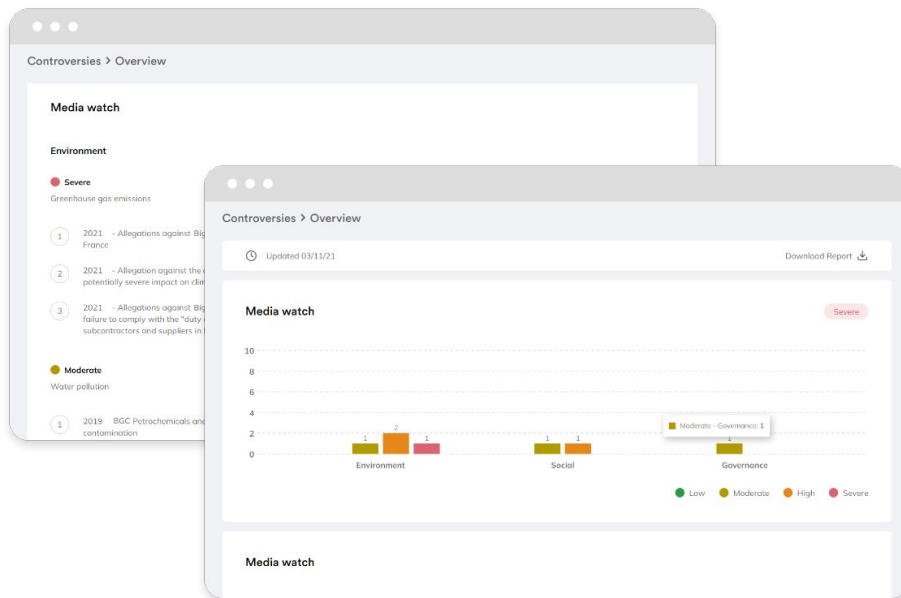 Controversies > Overview
Media watch
Environment
Severe
Greenhouse gas emissions
1
2021 - Allegations against Big
France
2
2021 - Allegation against the
potentially severe impact on
3
2021 - Allegations against Big
failure to comply with the "duty
subcontractors and suppliers in
Moderate
Water pollution
1
2019 BGC Petrochemicals and
contamination
Controversies > Overview
Updated 03/11/21
Download Report
Media watch
Severe
10
8
6
4
2
0
1
2
1
1
1
1
Moderate - Governance: 1
Environment
Social
Governance
Low
Moderate
High
Severe
Media watch